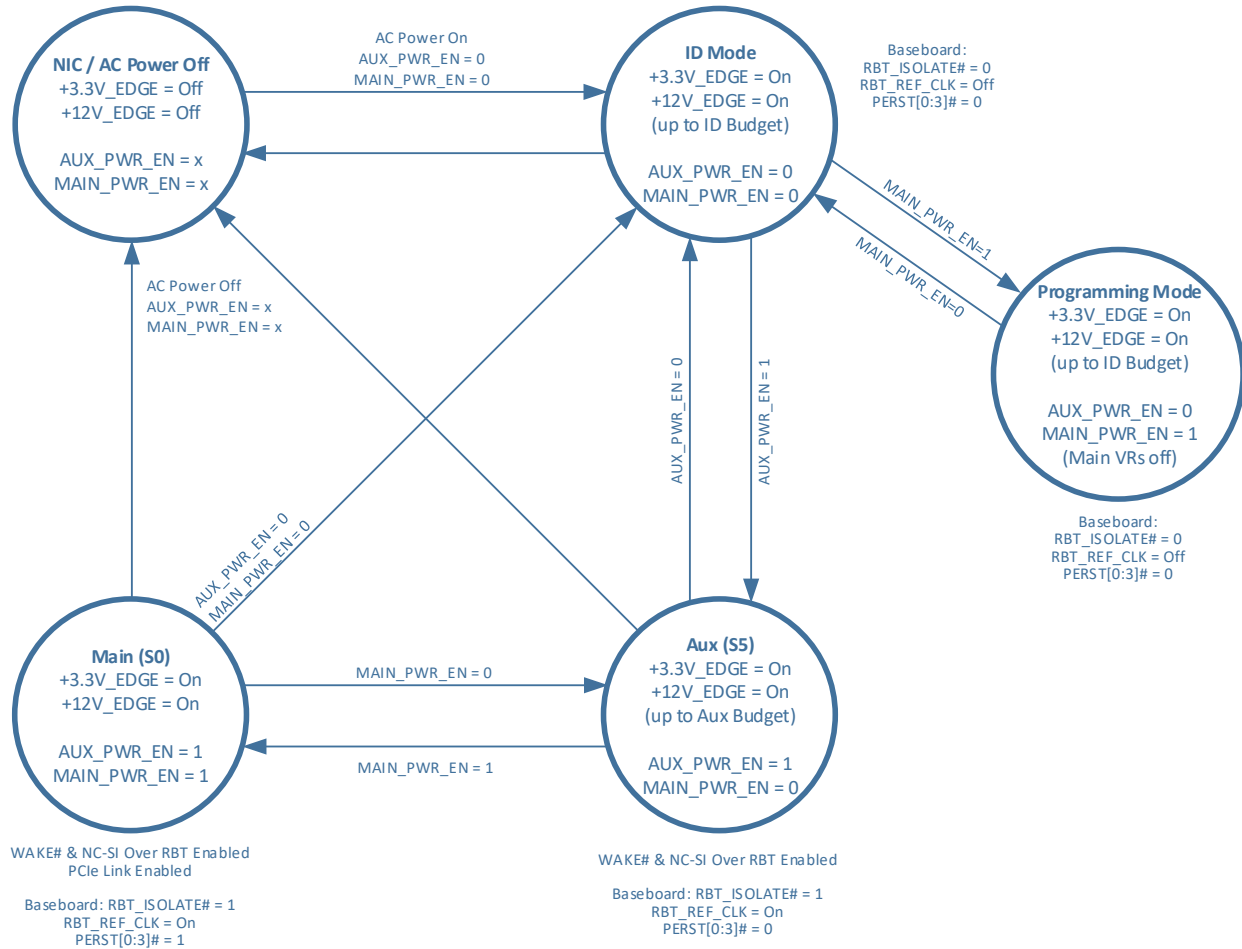 NIC / AC Power Off
+3.3V_EDGE = Off
+12V_EDGE = Off
AUX_PWR_EN = x
MAIN_PWR_EN = x
AC Power On
AUX_PWR_EN = 0
MAIN_PWR_EN = 0
ID Mode
+3.3V_EDGE = On
+12V_EDGE = On
(up to ID Budget)
AUX_PWR_EN = 0
MAIN_PWR_EN = 0
Baseboard:
RBT_ISOLATE# = 0
RBT_REF_CLK = Off
PERST[0:3]# = 0
MAIN_PWR_EN=1
MAIN_PWR_EN=0
Programming Mode
+3.3V_EDGE = On
+12V_EDGE = On
(up to ID Budget)
AUX_PWR_EN = 0
MAIN_PWR_EN = 1
(Main VRs off)
Baseboard:
RBT_ISOLATE# = 0
RBT_REF_CLK = Off
PERST[0:3]# = 0
AC Power Off
AUX_PWR_EN = x
MAIN_PWR_EN = x
AUX_PWR_EN = 0
AUX_PWR_EN = 1
AUX_PWR_EN = 0
MAIN_PWR_EN = 0
Main (S0)
+3.3V_EDGE = On
+12V_EDGE = On
AUX_PWR_EN = 1
MAIN_PWR_EN = 1
MAIN_PWR_EN = 0
MAIN_PWR_EN = 1
Aux (S5)
+3.3V_EDGE = On
+12V_EDGE = On
(up to Aux Budget)
AUX_PWR_EN = 1
MAIN_PWR_EN = 0
WAKE# & NC-SI Over RBT Enabled
PCIe Link Enabled
Baseboard: RBT_ISOLATE# = 1
RBT_REF_CLK = On
PERST[0:3]# = 1
WAKE# & NC-SI Over RBT Enabled
Baseboard: RBT_ISOLATE# = 1
RBT_REF_CLK = On
PERST[0:3]# = 0